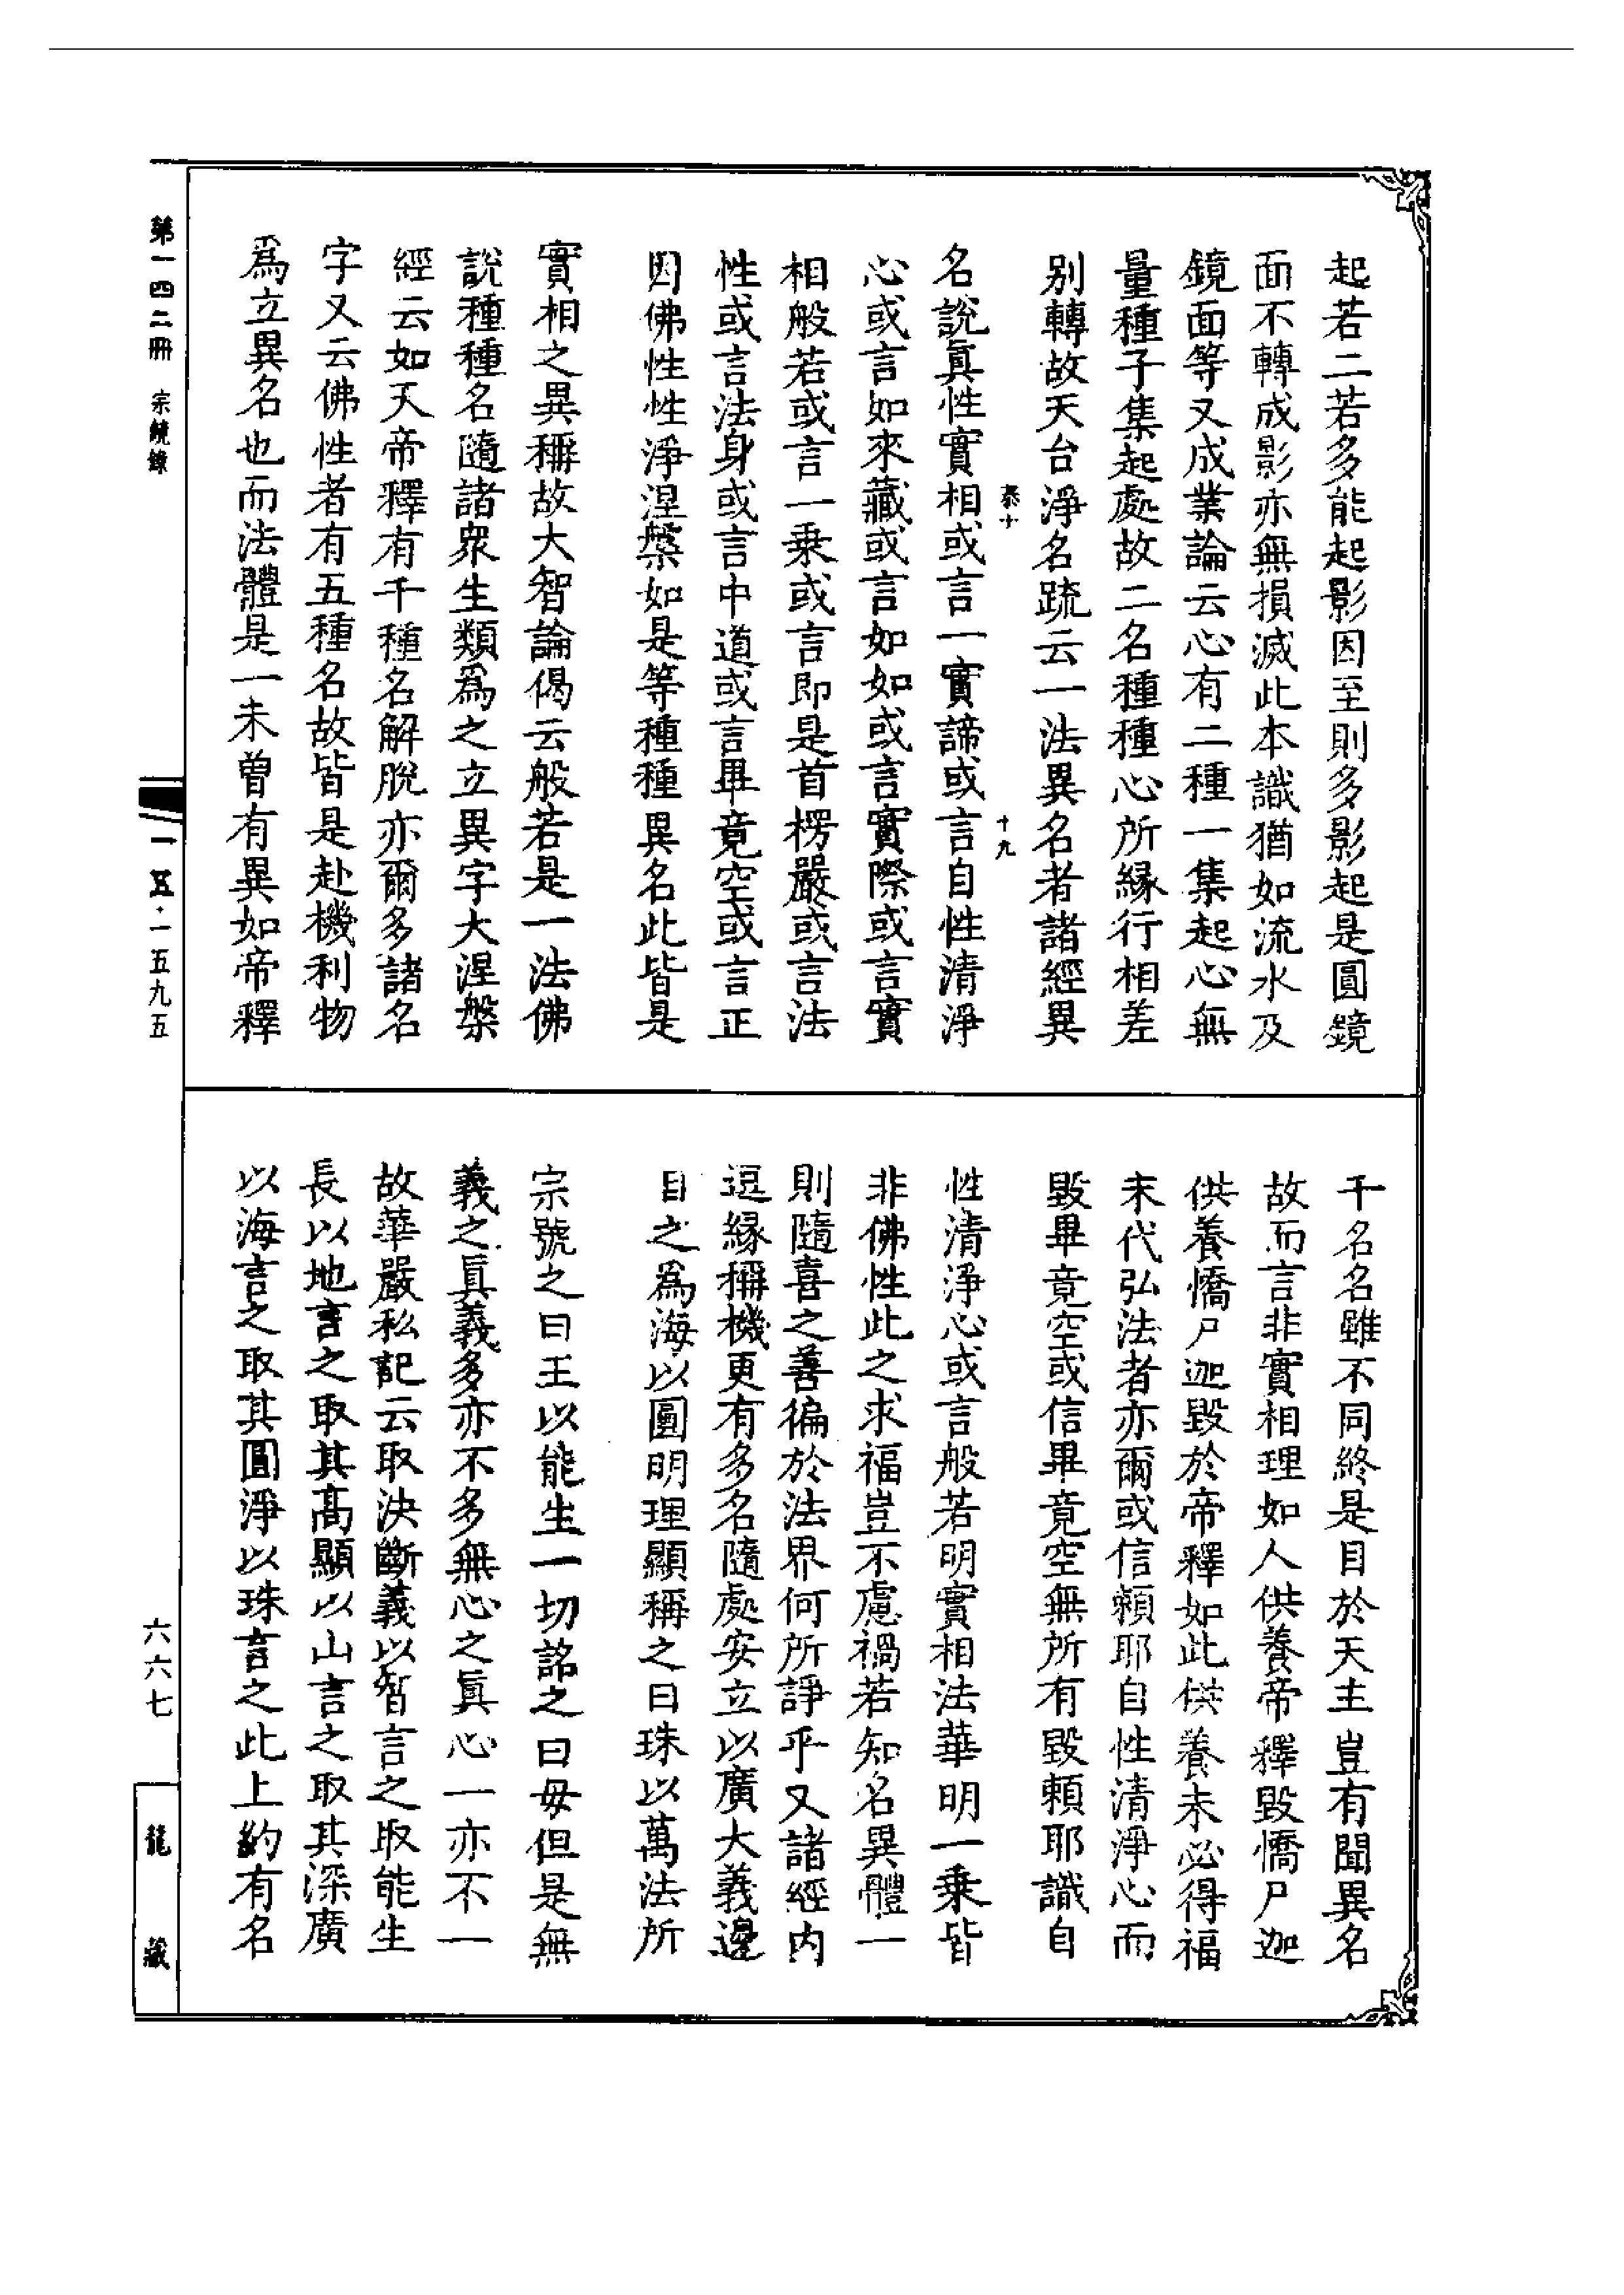 起若二若多能起影因至則多影起是圓鏡
面不轉成影亦無損滅此本識猶如流水及
鏡面等又成業論云心有二種一集起心無
量種子集起處故二名種種心所緣行相差
別轉故天台淨名疏云一法異名者諸經異
泰十
十九
名說眞性實相或言一實諦或言自性清淨
心或言如來藏或言如如或言實際或言實
相般若或言一乘或言即是首楞嚴或言法
性或言法身或言中道或言畢竟空或言正
因佛性性淨涅槃如是等種種異名此皆是
實相之異稱故大智論偈云般若是一法佛
說種種名隨諸眾生類爲之立異字大涅槃
經云如天帝釋有千種名解脫亦爾多諸名
字又云佛性者有五種名故皆是赴機利物
爲立異名也而法體是一未曾有異如帝釋
千名名雖不同終是目於天主豈有聞異名
故而言非實相理如人供養帝釋毀憍尸迦
供養憍尸迦毀於帝釋如此供養未必得福
末代弘法者亦爾或信賴耶自性清淨心而
毀畢竟空或信畢竟空無所有毀賴耶識自
性清淨心或言般若明實相法華明一乘皆
非佛性此之求福豈不慮禍若知名異體一
則隨喜之善徧於法界何所諍乎又諸經內
逗緣稱機更有多名隨處安立以廣大義邊
目之爲海以圓明理顯稱之曰珠以萬法所
宗號之曰王以能生一切詺之曰母但是無
義之眞義多亦不多無心之眞心一亦不一
故華嚴私記云取決斷義以智言之取能生
長以地言之取其高顯以山言之取其深廣
以海言之取其圓淨以珠言之此上約有名
第一四二冊 宗鏡錄
一五·一五九五
六六七
龍藏